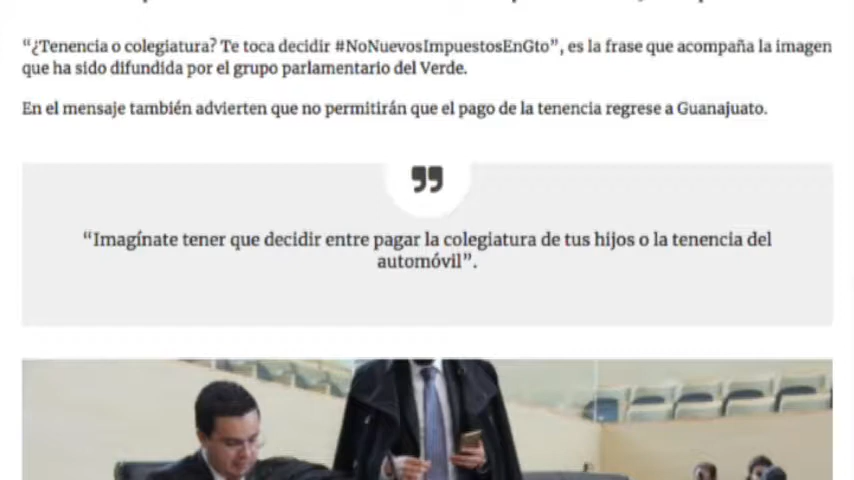 “¿Tenencia o colegiatura? Te toca decidir #NoNuevosImpuestosEnGto”, es la frase que acompaña la imagen
que ha sido difundida por el grupo parlamentario del Verde.
En el mensaje también advierten que no permitirán que el pago de la tenencia regrese a Guanajuato.
“Imagínate tener que decidir entre pagar la colegiatura de tus hijos o la tenencia del
automóvil”.